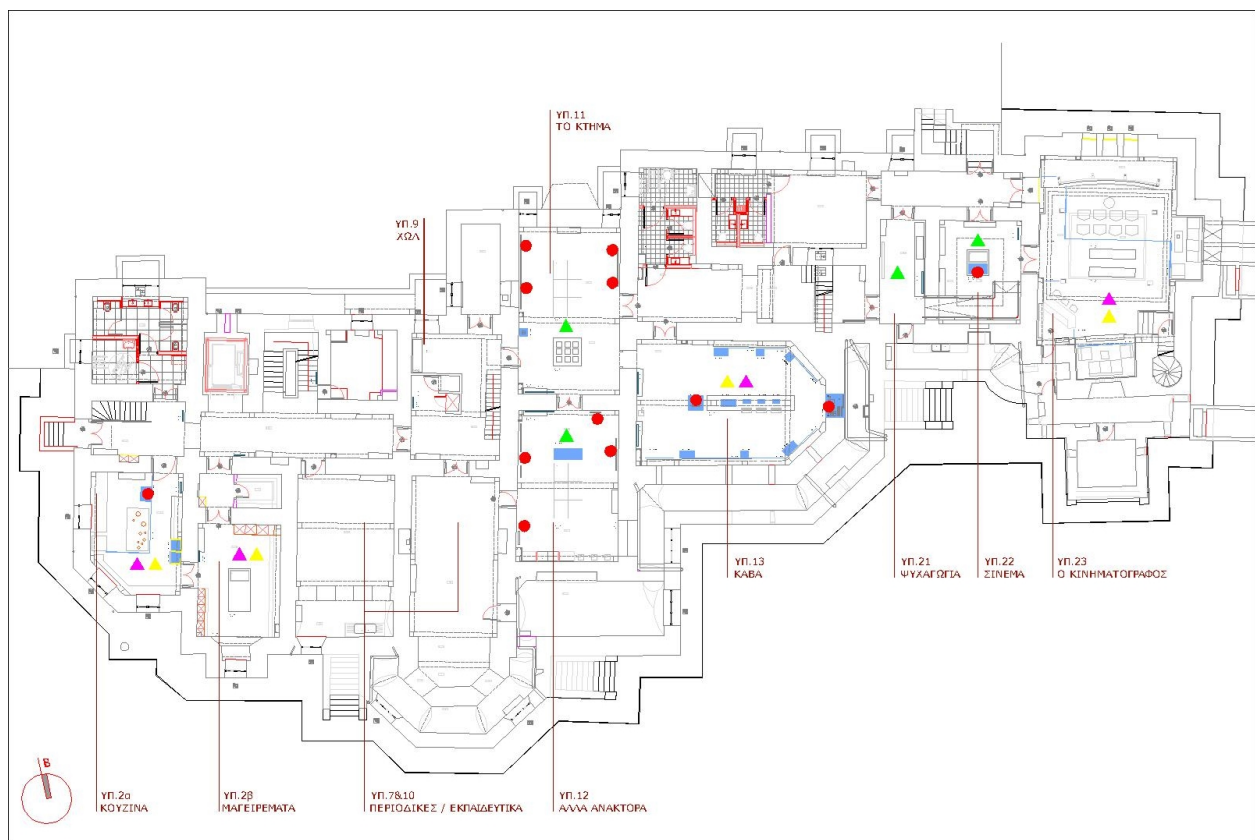 ΥΠ.11
ΤΟ ΚΤΗΜΑ
ΥΠ.9
ΧΩΛ
ΥΠ.13
ΚΑΒΑ
ΥΠ.21
ΨΥΧΑΓΩΓΙΑ
ΥΠ.22
ΣΙΝΕΜΑ
ΥΠ.23
Ο ΚΙΝΗΜΑΤΟΓΡΑΦΟΣ
Β
ΥΠ.2α
ΚΟΥΖΙΝΑ
ΥΠ.2β
ΜΑΓΕΙΡΕΜΑΤΑ
ΥΠ.7&10
ΠΕΡΙΟΔΙΚΕΣ / ΕΚΠΑΙΔΕΥΤΙΚΑ
ΥΠ.12
ΑΛΛΑ ΑΝΑΚΤΟΡΑ